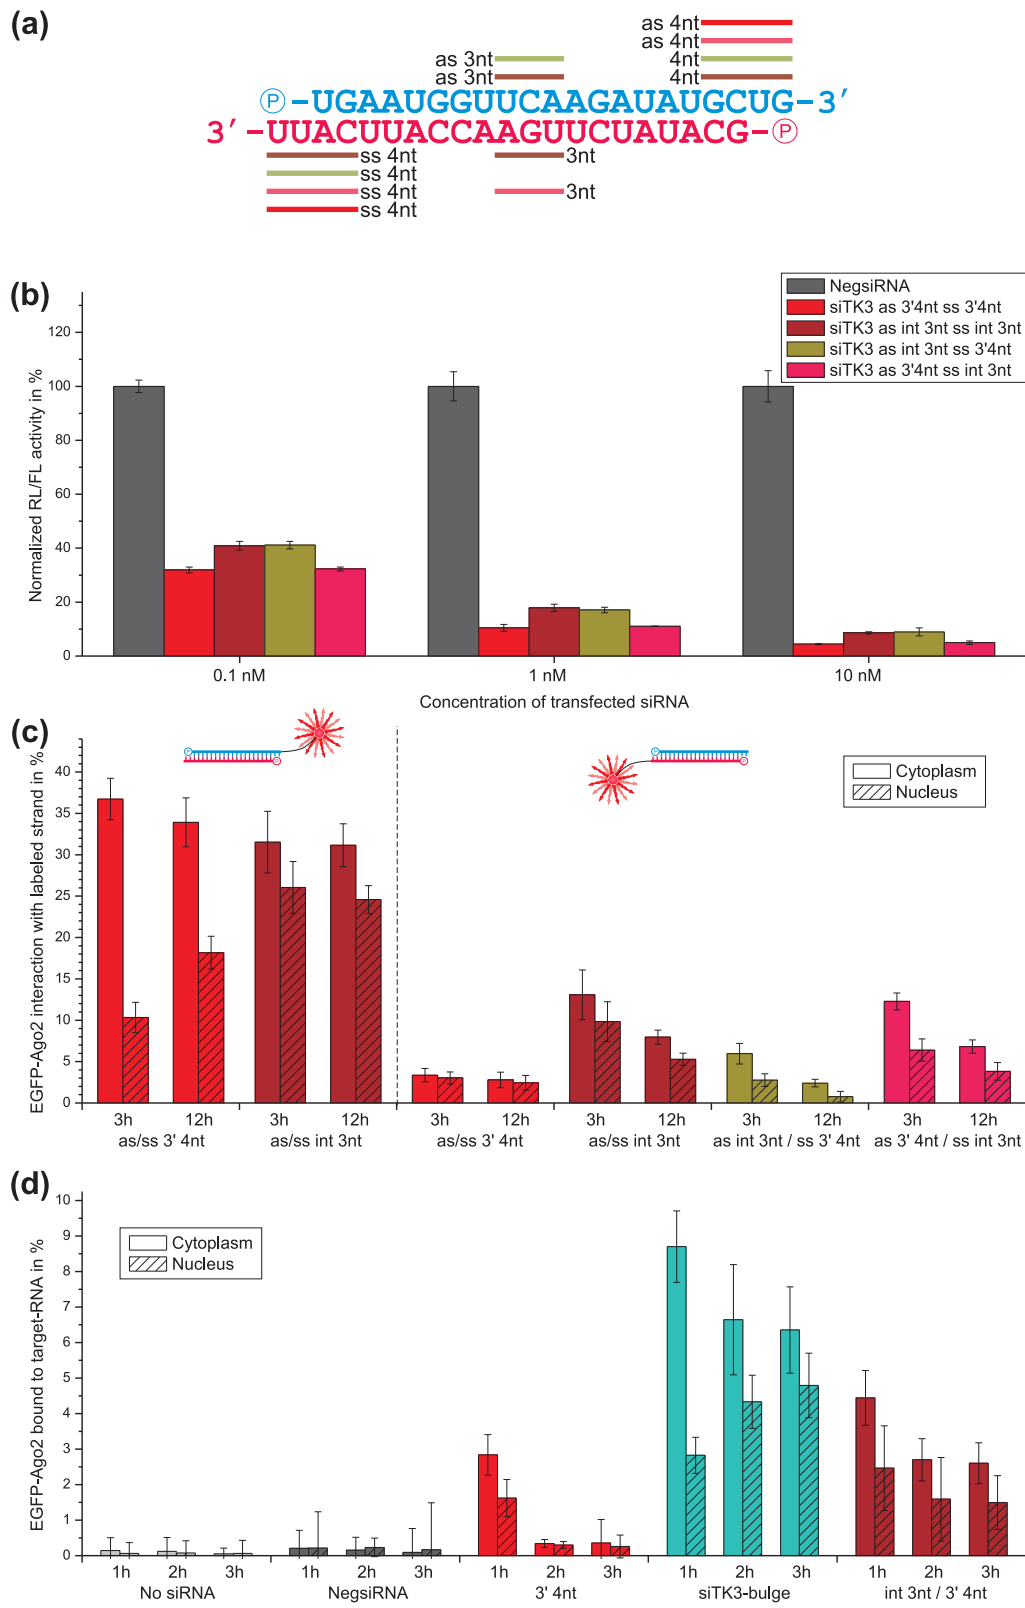 (a)
as 4nt
as 4nt
as 3nt 4nt
as 3nt 4nt
P –UGAAUGGUUCAAGAUAUGCUG–3′
3′ –UUACUUACCAAGUUCUAUACG–P
ss 4nt 3nt
ss 4nt
ss 4nt 3nt
ss 4nt
(b)
NegsiRNA
siTK3 as 3'4nt ss 3'4nt
siTK3 as int 3nt ss int 3nt
siTK3 as int 3nt ss 3'4nt
siTK3 as 3'4nt ss int 3nt
Normalized RL/FL activity in %
120
100
80
60
40
20
0
0.1 nM 1 nM 10 nM
Concentration of transfected siRNA
(c)
P
P
P
P
Cytoplasm
Nucleus
EGFP-Ago2 interaction with labeled strand in %
40
35
30
25
20
15
10
5
0
3h 12h 3h 12h 3h 12h 3h 12h 3h 12h 3h 12h
as/ss 3' 4nt as/ss int 3nt as/ss 3' 4nt as/ss int 3nt as int 3nt / ss 3' 4nt as 3' 4nt / ss int 3nt
(d)
Cytoplasm
Nucleus
EGFP-Ago2 bound to target-RNA in %
10
9
8
7
6
5
4
3
2
1
0
1h 2h 3h 1h 2h 3h 1h 2h 3h 1h 2h 3h 1h 2h 3h
No siRNA NegsiRNA 3' 4nt siTK3-bulge int 3nt / 3' 4nt